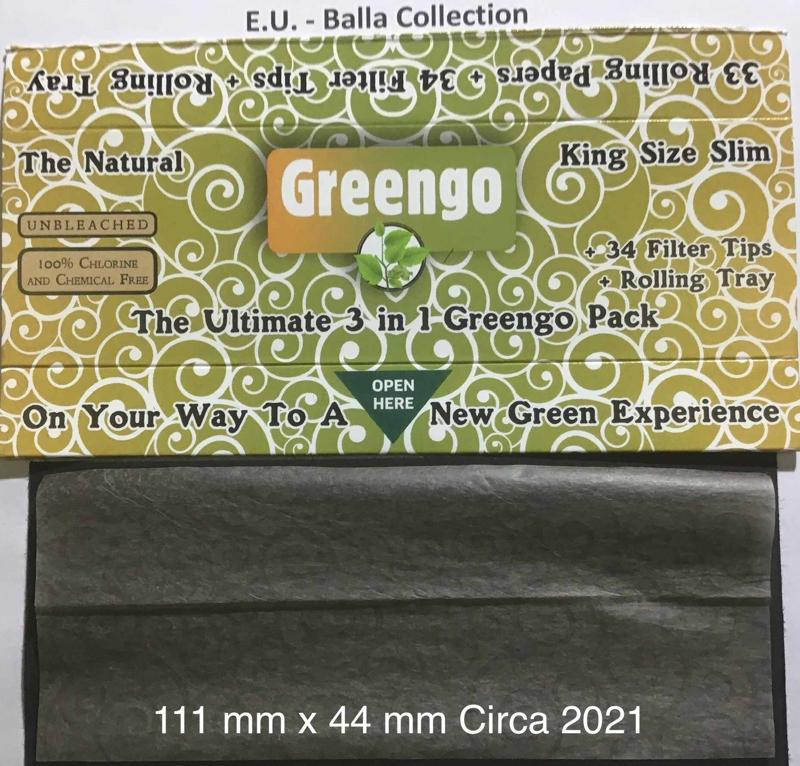 E.U. - Balla Collection
33 Rolling Papers + 34 Filter Tips + Rolling Tray
The Natural
King Size Slim
Greengo
UNBLEACHED
100% CHLORINE
AND CHEMICAL FREE
+ 34 Filter Tips
+ Rolling Tray
The Ultimate 3 in 1 Greengo Pack
OPEN
HERE
On Your Way To A New Green Experience
111 mm x 44 mm Circa 2021